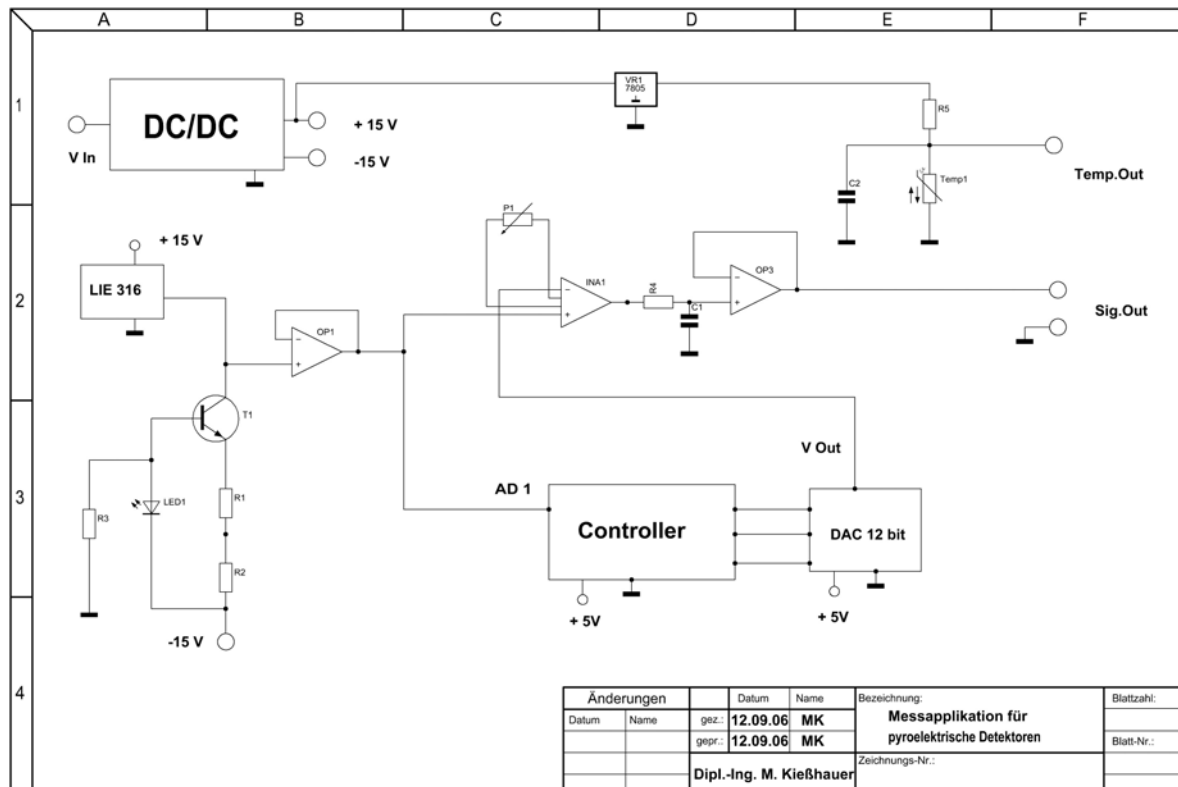 A B C D E F
1
2
3
4
DC/DC
V In
+ 15 V
-15 V
VR1
7805
R5
C2
Temp1
Temp.Out
+ 15 V
LIE 316
P1
INA1
OP1
R4
C1
OP3
Sig.Out
T1
R3
LED1
R1
R2
-15 V
AD 1
Controller
+ 5V
V Out
DAC 12 bit
+ 5V
Änderungen Datum Name Bezeichnung: Blattzahl:
Datum Name gez.: 12.09.06 MK Messapplikation für
gepr.: 12.09.06 MK pyroelektrische Detektoren Blatt-Nr.:
Dipl.-Ing. M. Kießhauer Zeichnungs-Nr.: